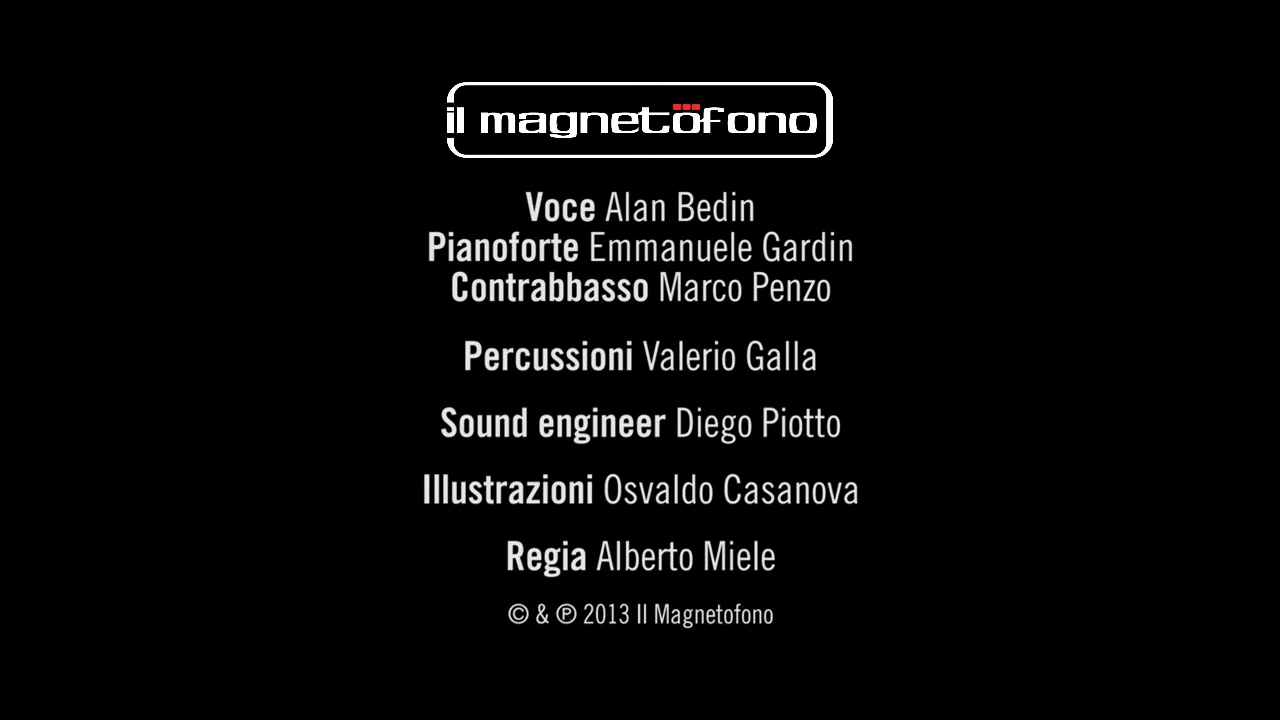 il magnetofono
Voce Alan Bedin
Pianoforte Emmanuele Gardin
Contrabbasso Marco Penzo
Percussioni Valerio Galla
Sound engineer Diego Piotto
Illustrazioni Osvaldo Casanova
Regia Alberto Miele
© & ℗ 2013 Il Magnetofono